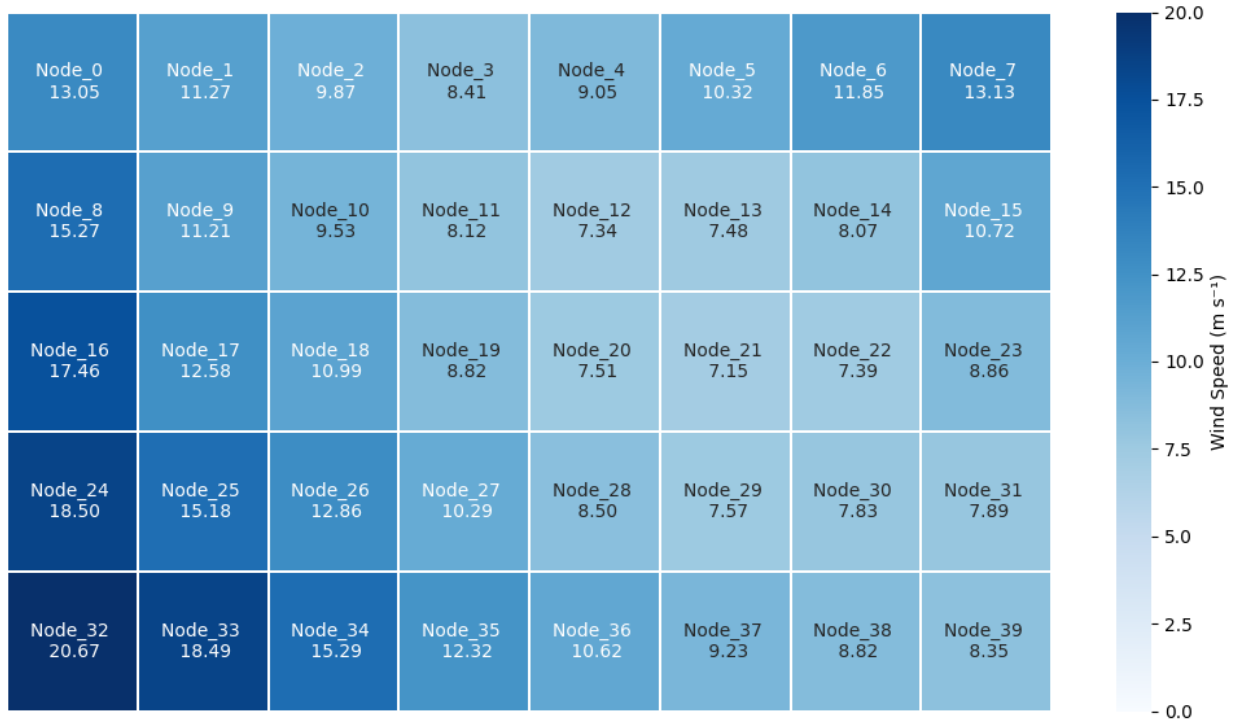 Node_0
13.05
Node_1
11.27
Node_2
9.87
Node_3
8.41
Node_4
9.05
Node_5
10.32
Node_6
11.85
Node_7
13.13
Node_8
15.27
Node_9
11.21
Node_10
9.53
Node_11
8.12
Node_12
7.34
Node_13
7.48
Node_14
8.07
Node_15
10.72
Node_16
17.46
Node_17
12.58
Node_18
10.99
Node_19
8.82
Node_20
7.51
Node_21
7.15
Node_22
7.39
Node_23
8.86
Node_24
18.50
Node_25
15.18
Node_26
12.86
Node_27
10.29
Node_28
8.50
Node_29
7.57
Node_30
7.83
Node_31
7.89
Node_32
20.67
Node_33
18.49
Node_34
15.29
Node_35
12.32
Node_36
10.62
Node_37
9.23
Node_38
8.82
Node_39
8.35
20.0
17.5
15.0
12.5
10.0
7.5
5.0
2.5
0.0
Wind Speed (m s⁻¹)